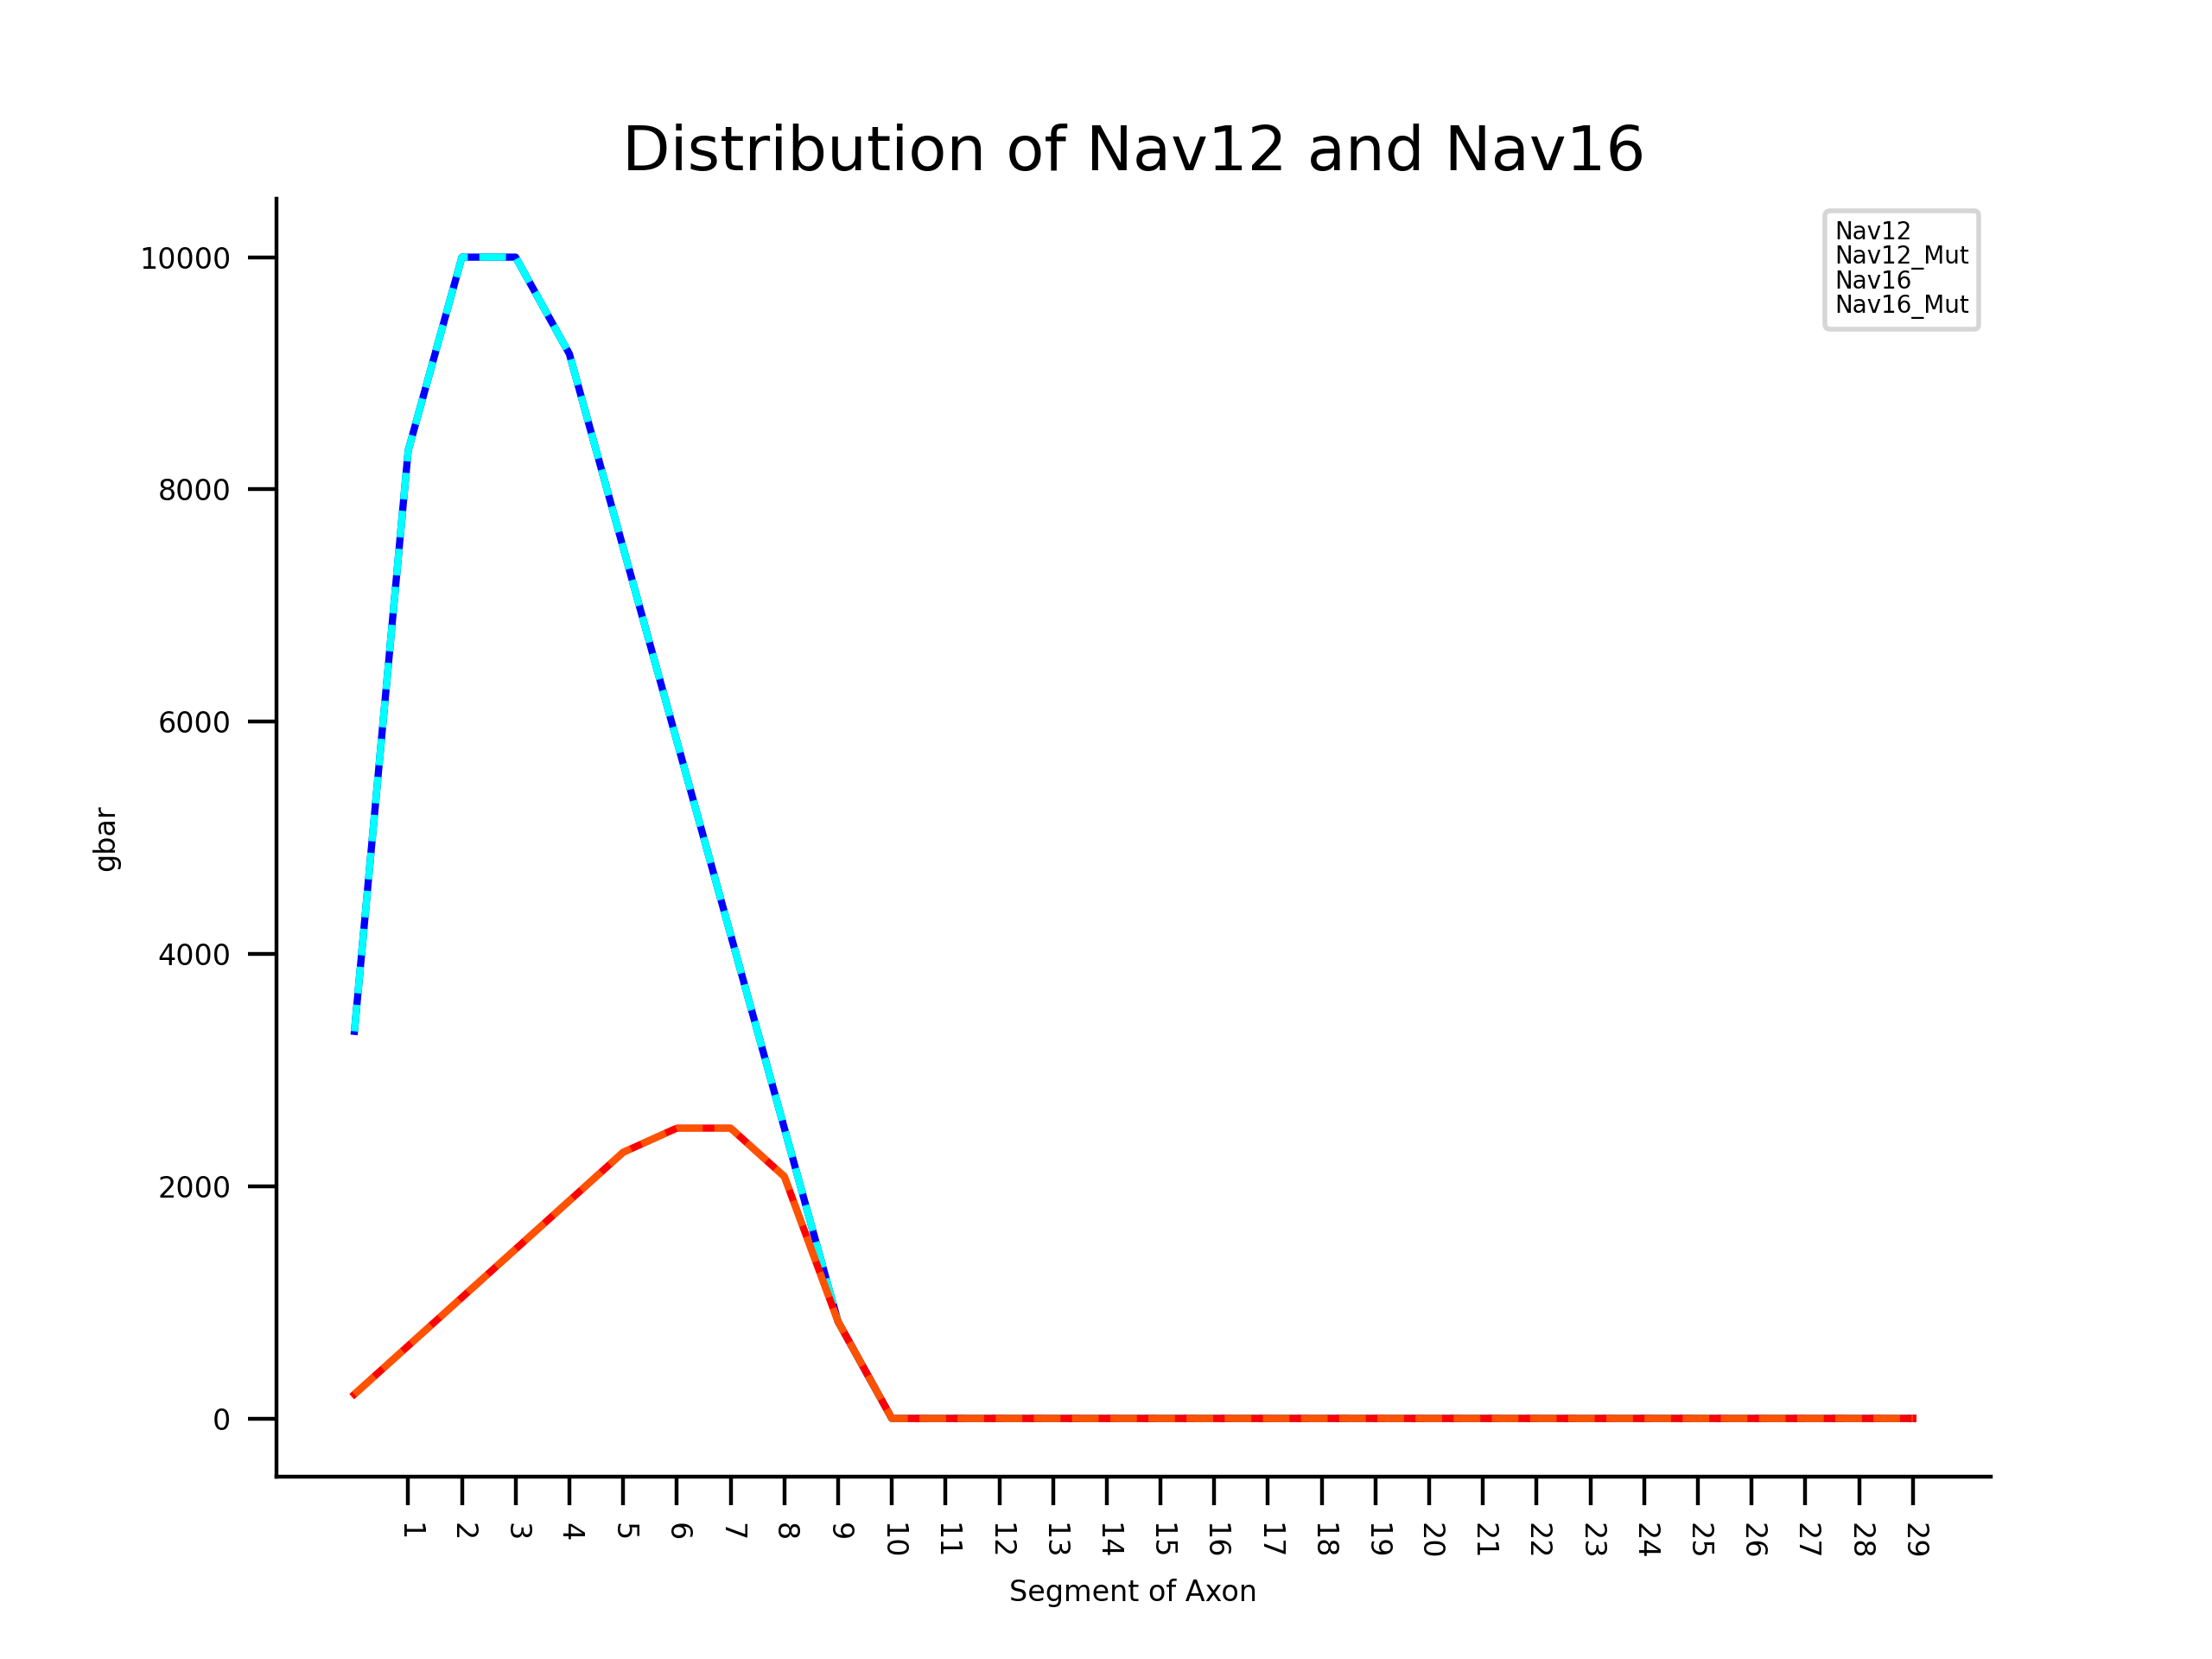 Distribution of Nav12 and Nav16
Nav12
Nav12_Mut
Nav16
Nav16_Mut
10000
8000
6000
4000
2000
0
gbar
1 2 3 4 5 6 7 8 9 10 11 12 13 14 15 16 17 18 19 20 21 22 23 24 25 26 27 28 29
Segment of Axon